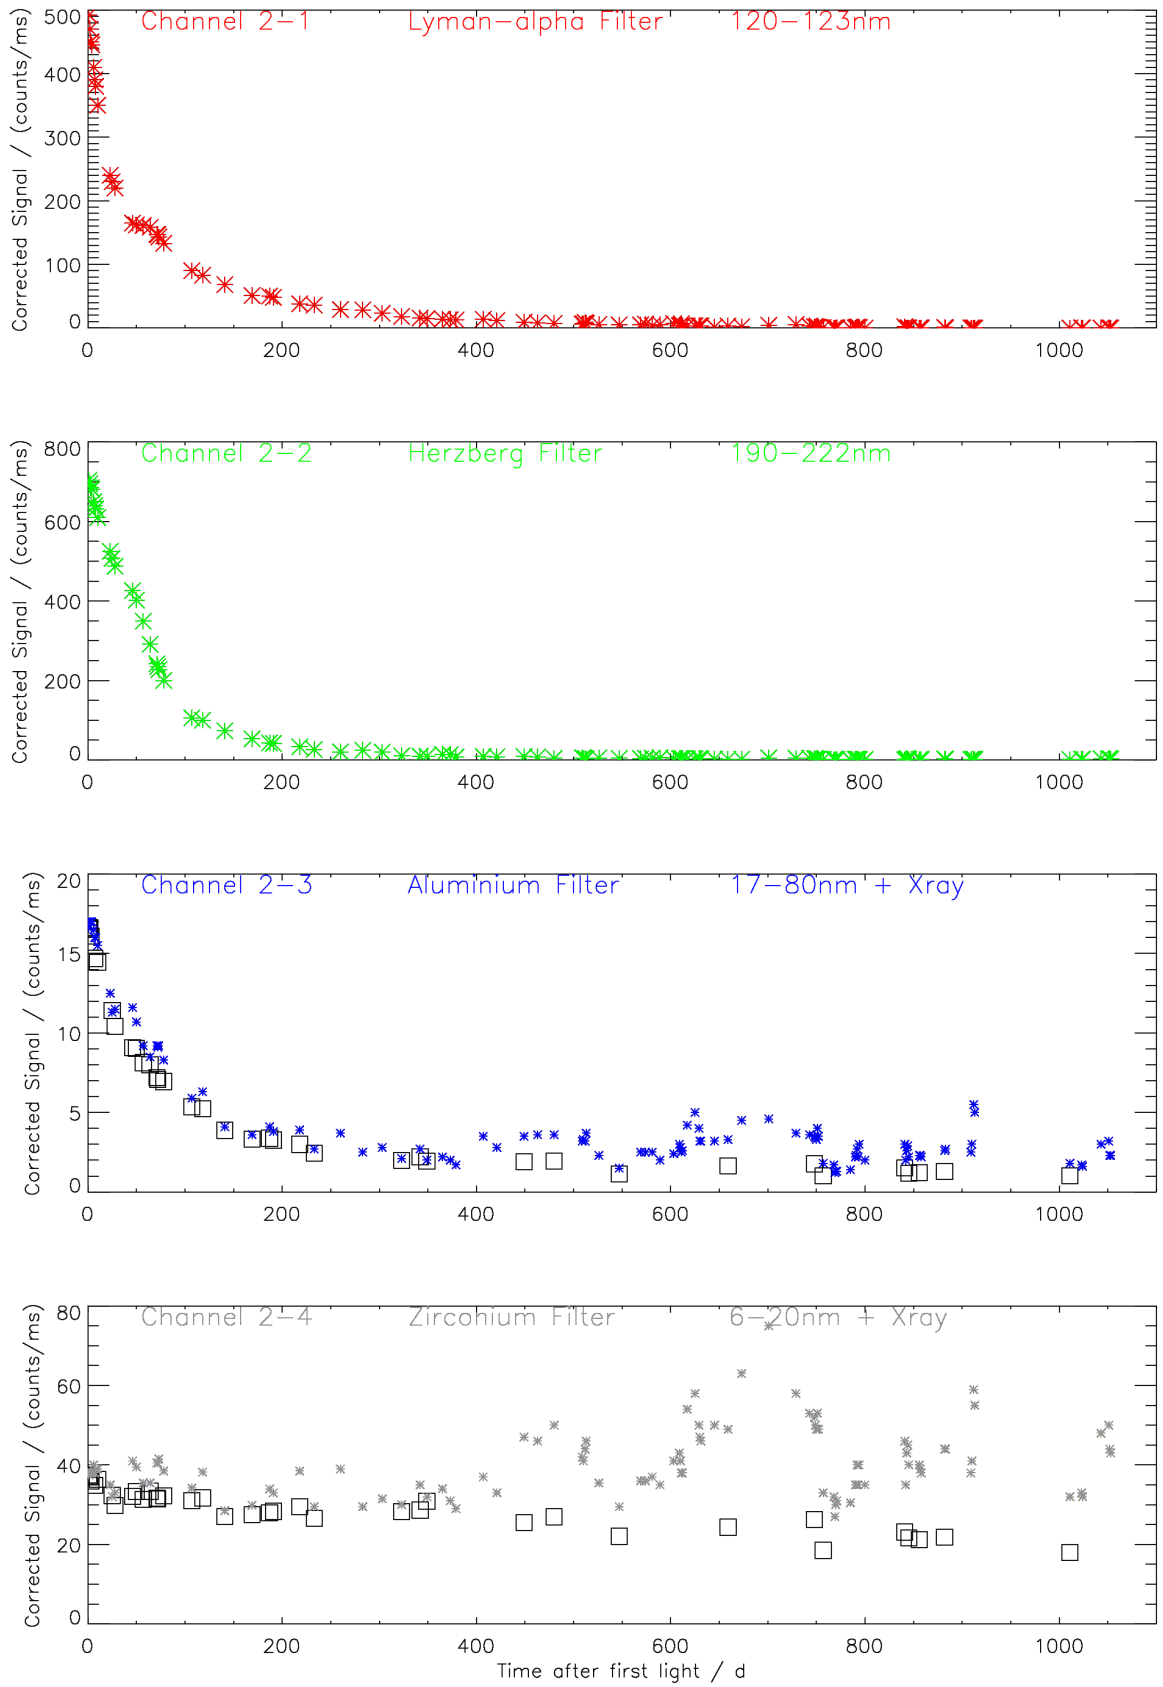 Channel 2-1 Lyman-alpha Filter 120-123nm
Corrected Signal / (counts/ms)
500
400
300
200
100
0
0 200 400 600 800 1000
Channel 2-2 Herzberg Filter 190-222nm
Corrected Signal / (counts/ms)
800
600
400
200
0
0 200 400 600 800 1000
Channel 2-3 Aluminium Filter 17-80nm + Xray
Corrected Signal / (counts/ms)
20
15
10
5
0
0 200 400 600 800 1000
Channel 2-4 Zirconium Filter 6-20nm + Xray
Corrected Signal / (counts/ms)
80
60
40
20
0
0 200 400 600 800 1000
Time after first light / d